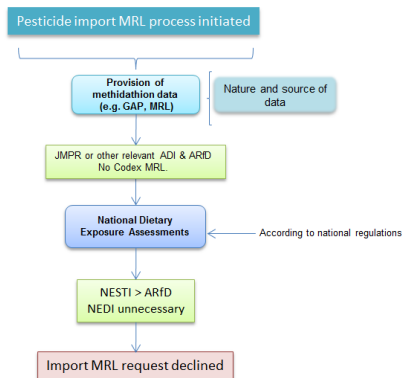 Pesticide import MRL process initiated
Provision of
methidathion data
(e.g. GAP, MRL)
Nature and source of
data
JMPR or other relevant ADI & ARfD
No Codex MRL.
National Dietary
Exposure Assessments
According to national regulations
NESTI > ARfD
NEDI unnecessary
Import MRL request declined